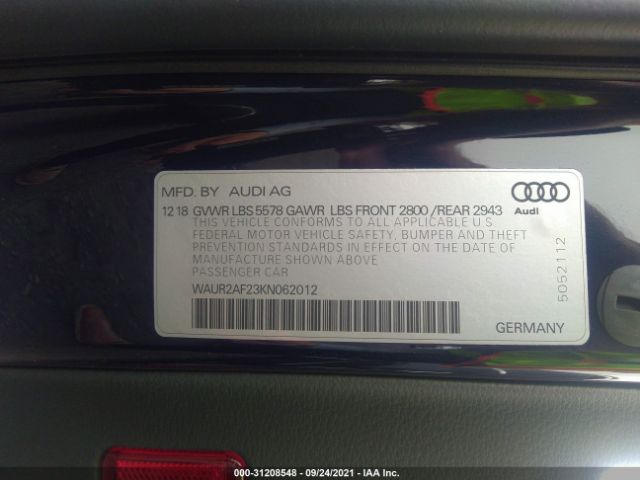 MFD. BY AUDI AG
12 18 GVWR LBS 5578 GAWR LBS FRONT 2800 /REAR 2943
Audi
THIS VEHICLE CONFORMS TO ALL APPLICABLE U S
FEDERAL MOTOR VEHICLE SAFETY, BUMPER AND THEFT
PREVENTION STANDARDS IN EFFECT ON THE DATE OF
MANUFACTURE SHOWN ABOVE
PASSENGER CAR
WAUR2AF23KN062012
5052112
GERMANY
000-31208548 - 09/24/2021 - IAAI.COM